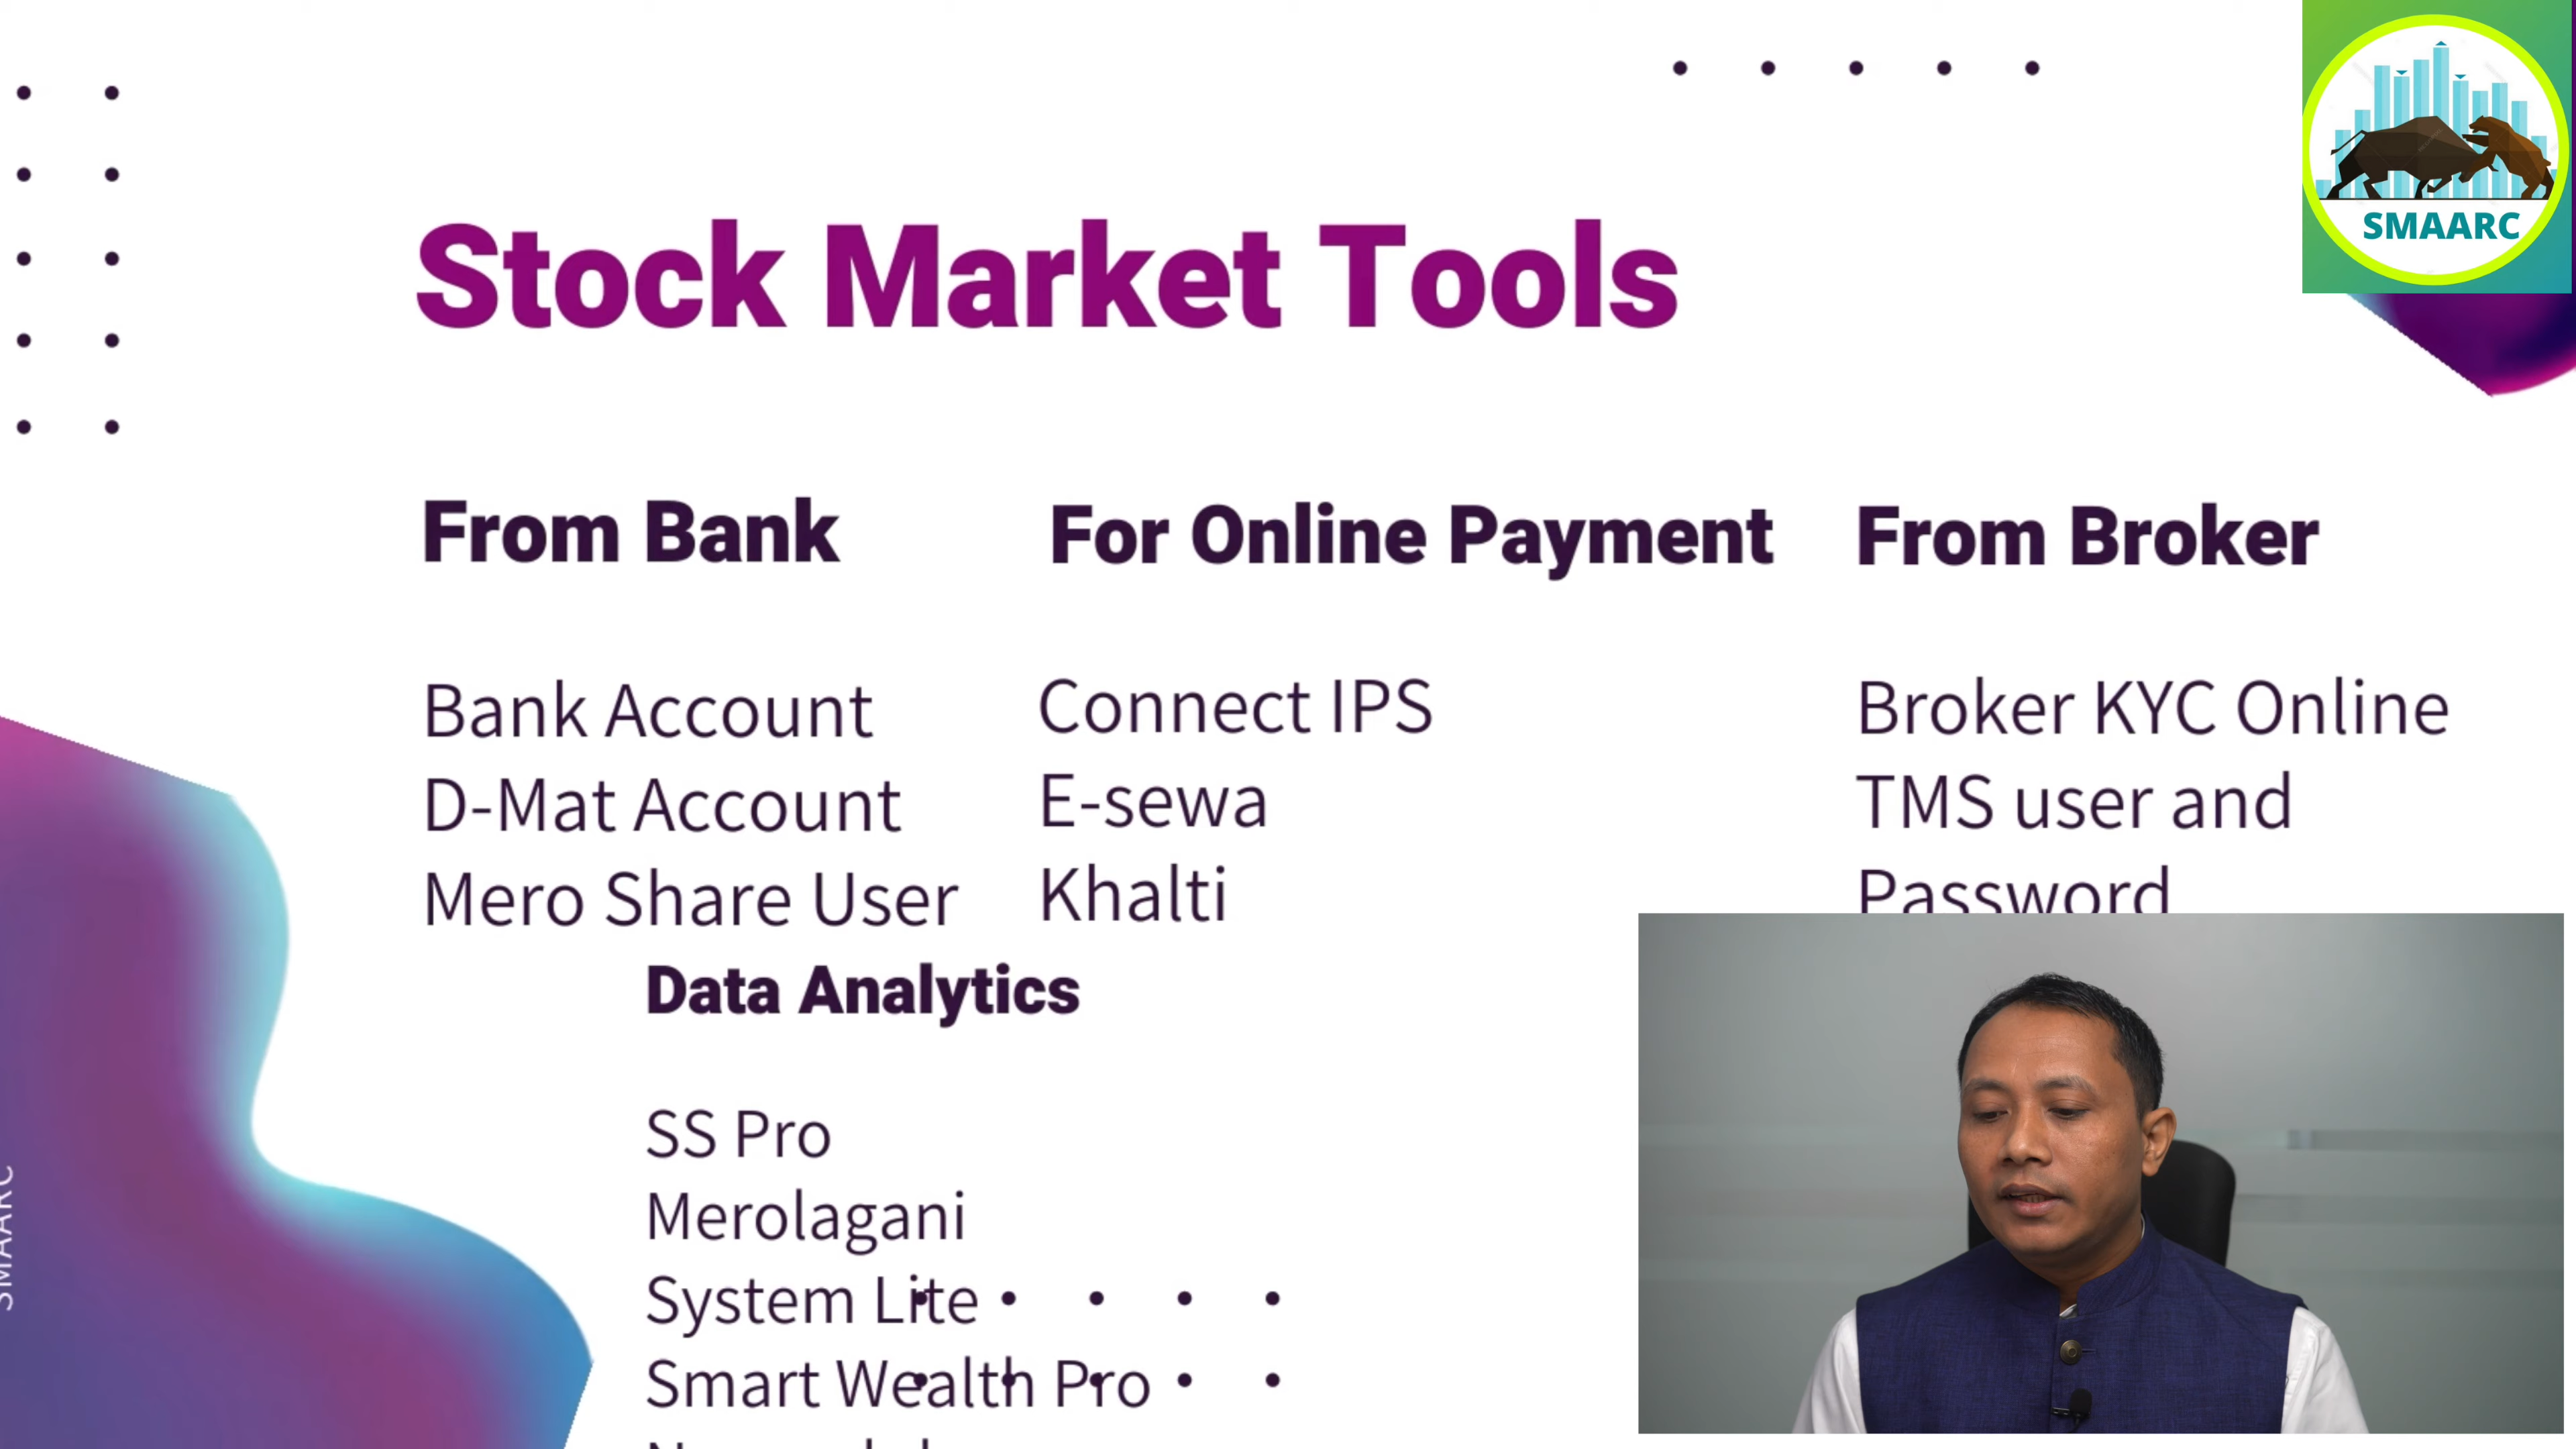 SMAARC
Stock Market Tools
From Bank
Bank Account
D-Mat Account
Mero Share User
For Online Payment
Connect IPS
E-sewa
Khalti
From Broker
Broker KYC Online
TMS user and
Password
Data Analytics
SS Pro
Merolagani
System Lite
Smart Wealth Pro
SMAARC